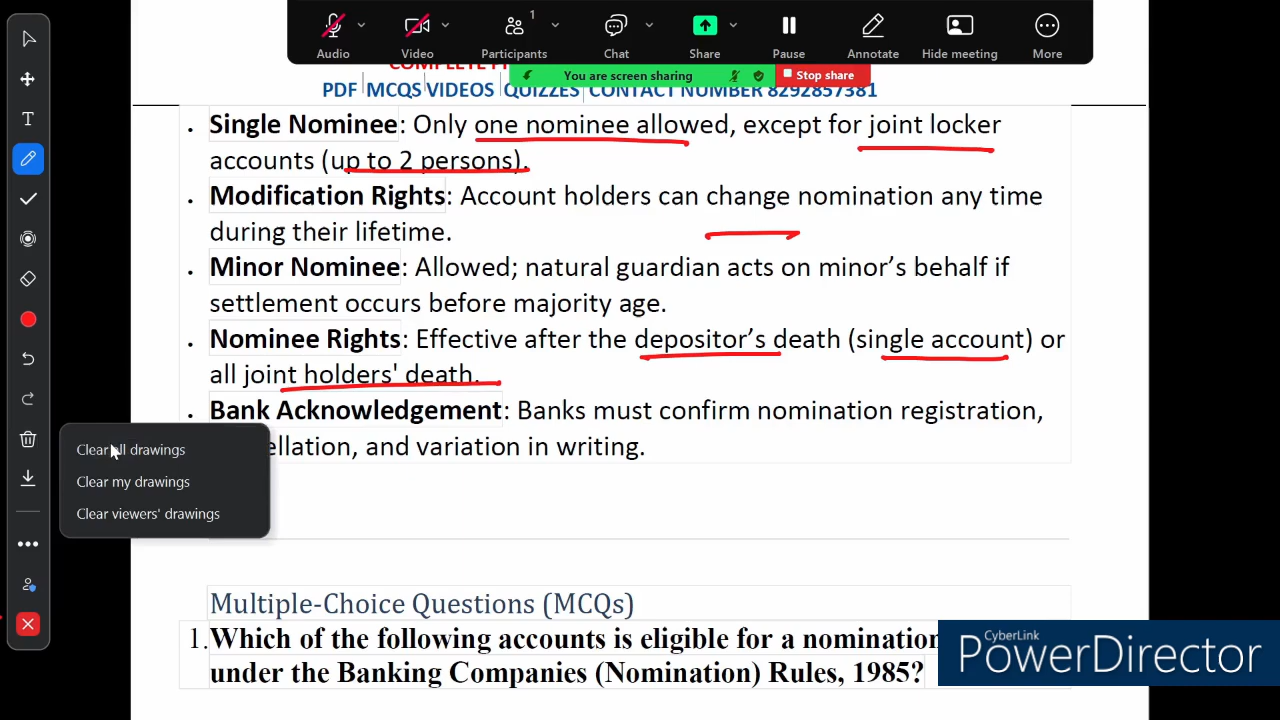 1
Audio
Video
Participants
Chat
Share
Pause
Annotate
Hide meeting
More
You are screen sharing
Stop share
PDF MCQS VIDEOS QUIZZES CONTACT NUMBER 8292857381
• Single Nominee: Only one nominee allowed, except for joint locker
accounts (up to 2 persons).
• Modification Rights: Account holders can change nomination any time
during their lifetime.
• Minor Nominee: Allowed; natural guardian acts on minor’s behalf if
settlement occurs before majority age.
• Nominee Rights: Effective after the depositor’s death (single account) or
all joint holders' death.
• Bank Acknowledgement: Banks must confirm nomination registration,
ellation, and variation in writing.
Clear all drawings
Clear my drawings
Clear viewers' drawings
Multiple-Choice Questions (MCQs)
1. Which of the following accounts is eligible for a nomination
under the Banking Companies (Nomination) Rules, 1985?
CyberLink
PowerDirector